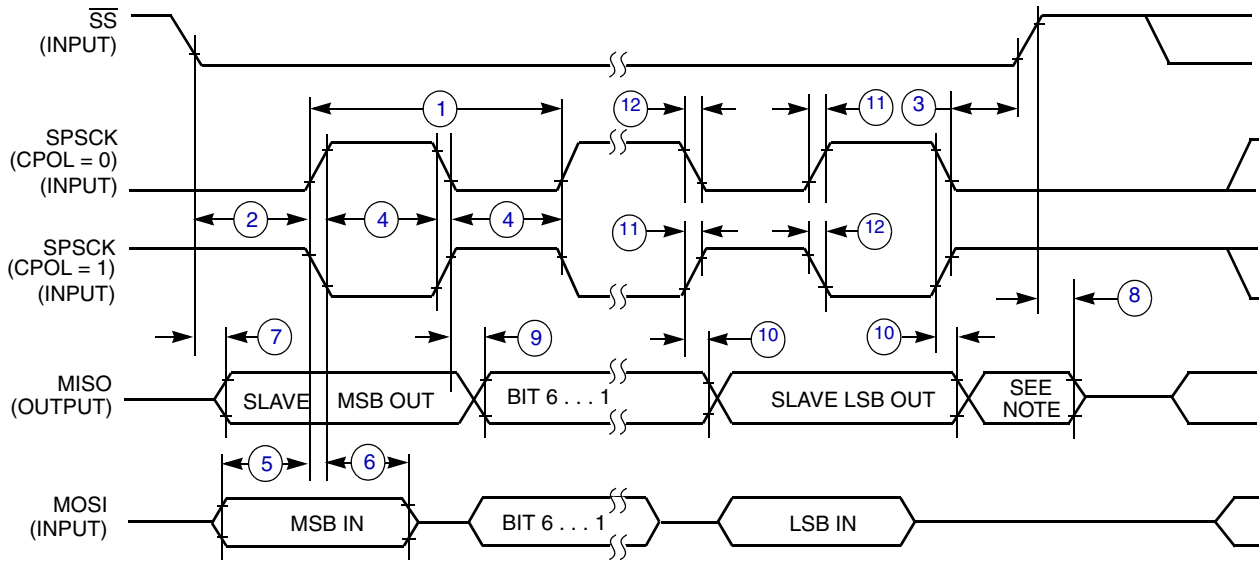 SS
(INPUT)
1
12
11
3
SPSCK
(CPOL = 0)
(INPUT)
2
4
4
11
12
SPSCK
(CPOL = 1)
(INPUT)
8
7
9
10
10
MISO
(OUTPUT)
SLAVE MSB OUT
BIT 6 . . . 1
SLAVE LSB OUT
SEE
NOTE
5
6
MOSI
(INPUT)
MSB IN
BIT 6 . . . 1
LSB IN